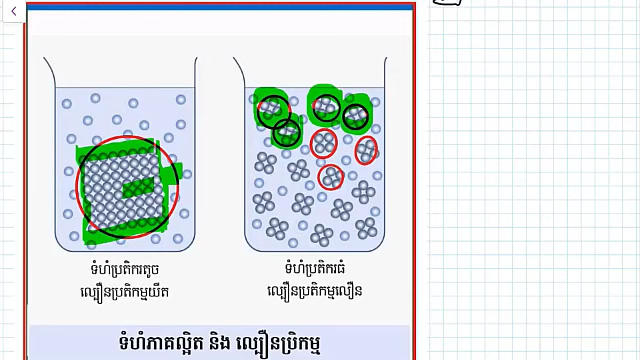 ទំហំប្រតិករតូច
ល្បឿនប្រតិកម្មយឺត
ទំហំប្រតិករធំ
ល្បឿនប្រតិកម្មលឿន
ទំហំភាគល្អិត និង ល្បឿនប្រិកម្ម